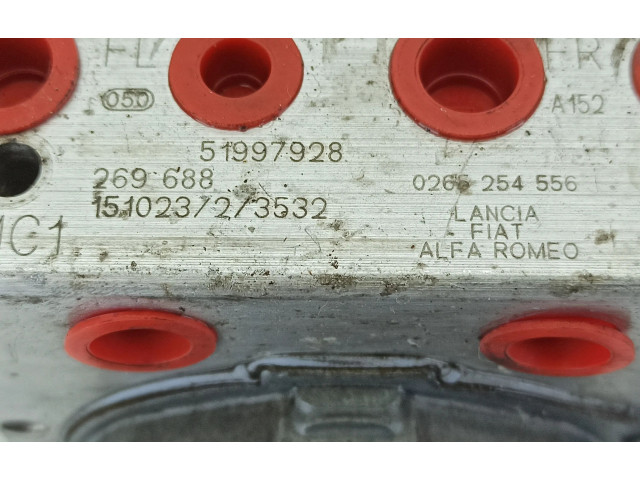 FL FR
050 A152
51997928
269 688 0265 254 556
151023/2/3532 LANCIA
MC1 FIAT
ALFA ROMEO